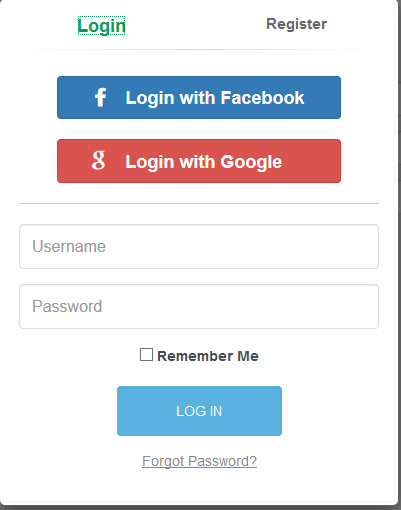 Login Register
f Login with Facebook
g Login with Google
Username
Password
Remember Me
LOG IN
Forgot Password?